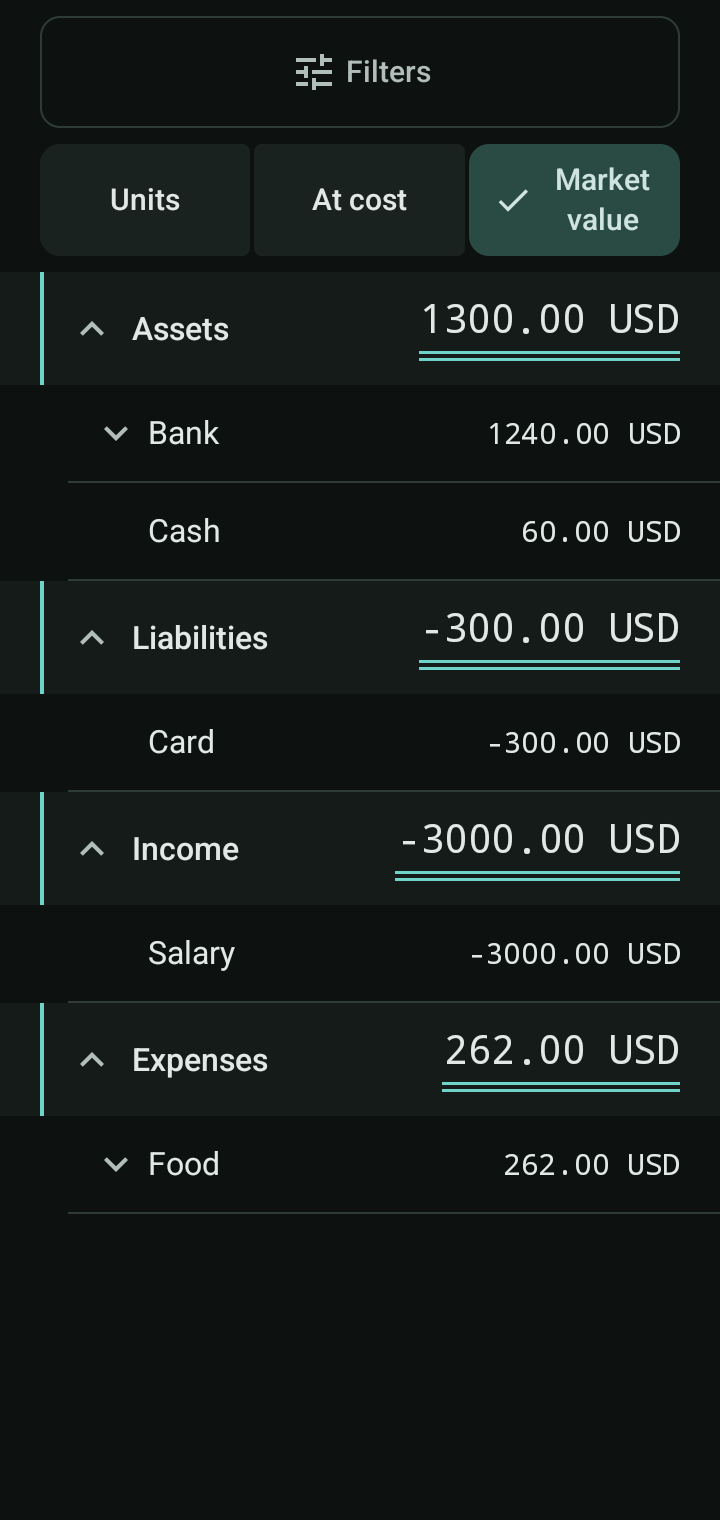 Filters
Units
At cost
Market
value
Assets 1300.00 USD
Bank 1240.00 USD
Cash 60.00 USD
Liabilities -300.00 USD
Card -300.00 USD
Income -3000.00 USD
Salary -3000.00 USD
Expenses 262.00 USD
Food 262.00 USD